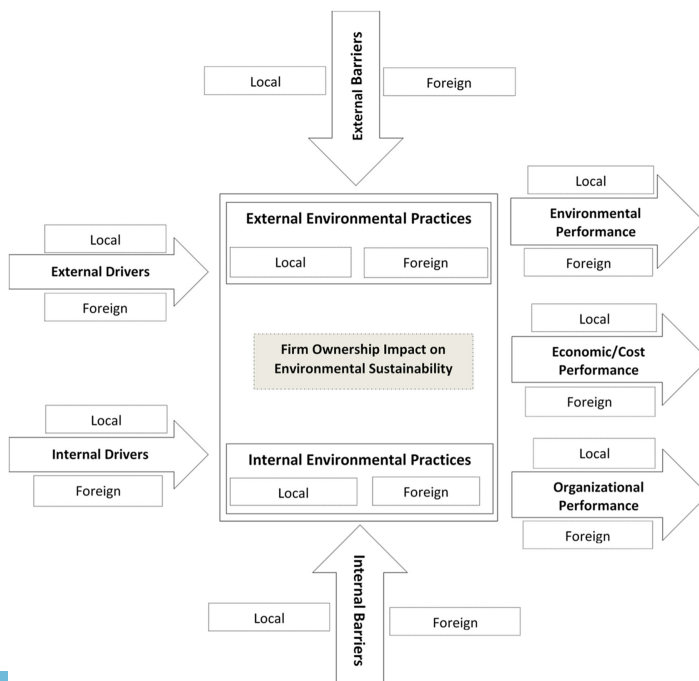 External Barriers
Local
Foreign
External Environmental Practices
Local
Foreign
Local
External Drivers
Foreign
Local
Environmental
Performance
Foreign
Firm Ownership Impact on
Environmental Sustainability
Local
Economic/Cost
Performance
Foreign
Local
Internal Drivers
Foreign
Internal Environmental Practices
Local
Foreign
Local
Organizational
Performance
Foreign
Local
Internal Barriers
Foreign